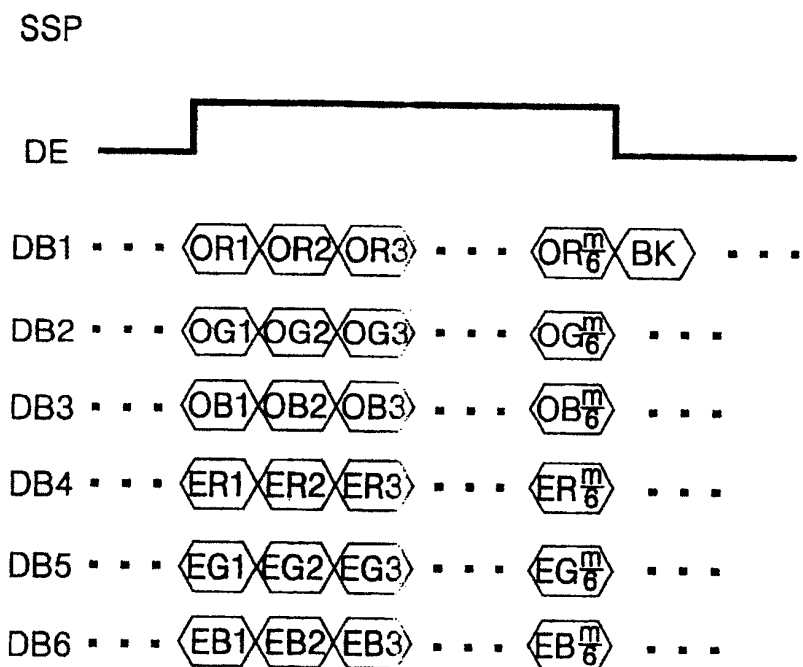 SSP
DE
DB1 ▪ ▪ ▪ OR1 OR2 OR3 ▪ ▪ ▪ ORm/6 BK ▪ ▪ ▪
DB2 ▪ ▪ ▪ OG1 OG2 OG3 ▪ ▪ ▪ OGm/6 ▪ ▪ ▪
DB3 ▪ ▪ ▪ OB1 OB2 OB3 ▪ ▪ ▪ OBm/6 ▪ ▪ ▪
DB4 ▪ ▪ ▪ ER1 ER2 ER3 ▪ ▪ ▪ ERm/6 ▪ ▪ ▪
DB5 ▪ ▪ ▪ EG1 EG2 EG3 ▪ ▪ ▪ EGm/6 ▪ ▪ ▪
DB6 ▪ ▪ ▪ EB1 EB2 EB3 ▪ ▪ ▪ EBm/6 ▪ ▪ ▪